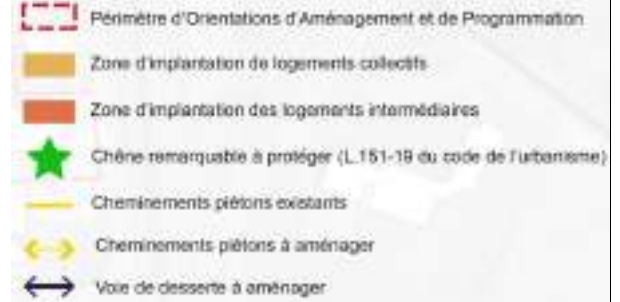 Périmètre d'Orientations d'Aménagement et de Programmation
Zone d'implantation de logements collectifs
Zone d'implantation des logements intermédiaires
Chêne remarquable à protéger (L.151-19 du code de l'urbanisme)
Cheminements piétons existants
Cheminements piétons à aménager
Voie de desserte à aménager